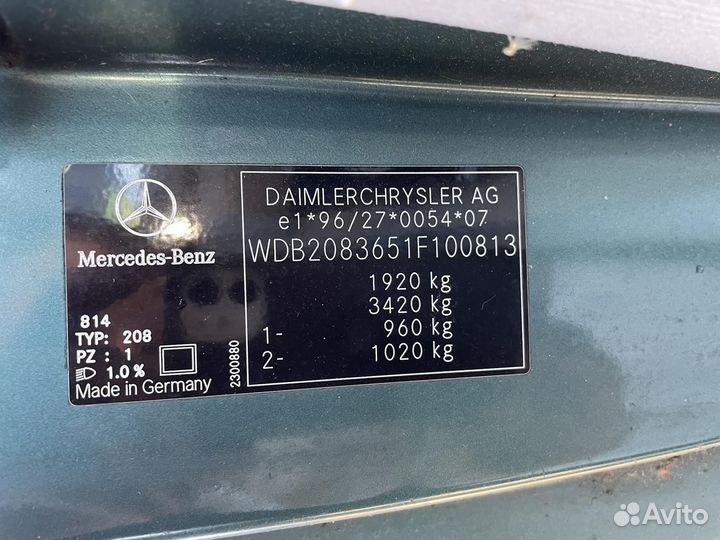 DAIMLERCHRYSLER AG
e1*96/27*0054*07
WDB2083651F100813
1920 kg
3420 kg
1- 960 kg
2- 1020 kg
Mercedes-Benz
814
TYP: 208
PZ : 1
1.0%
Made in Germany
2300880
Avito